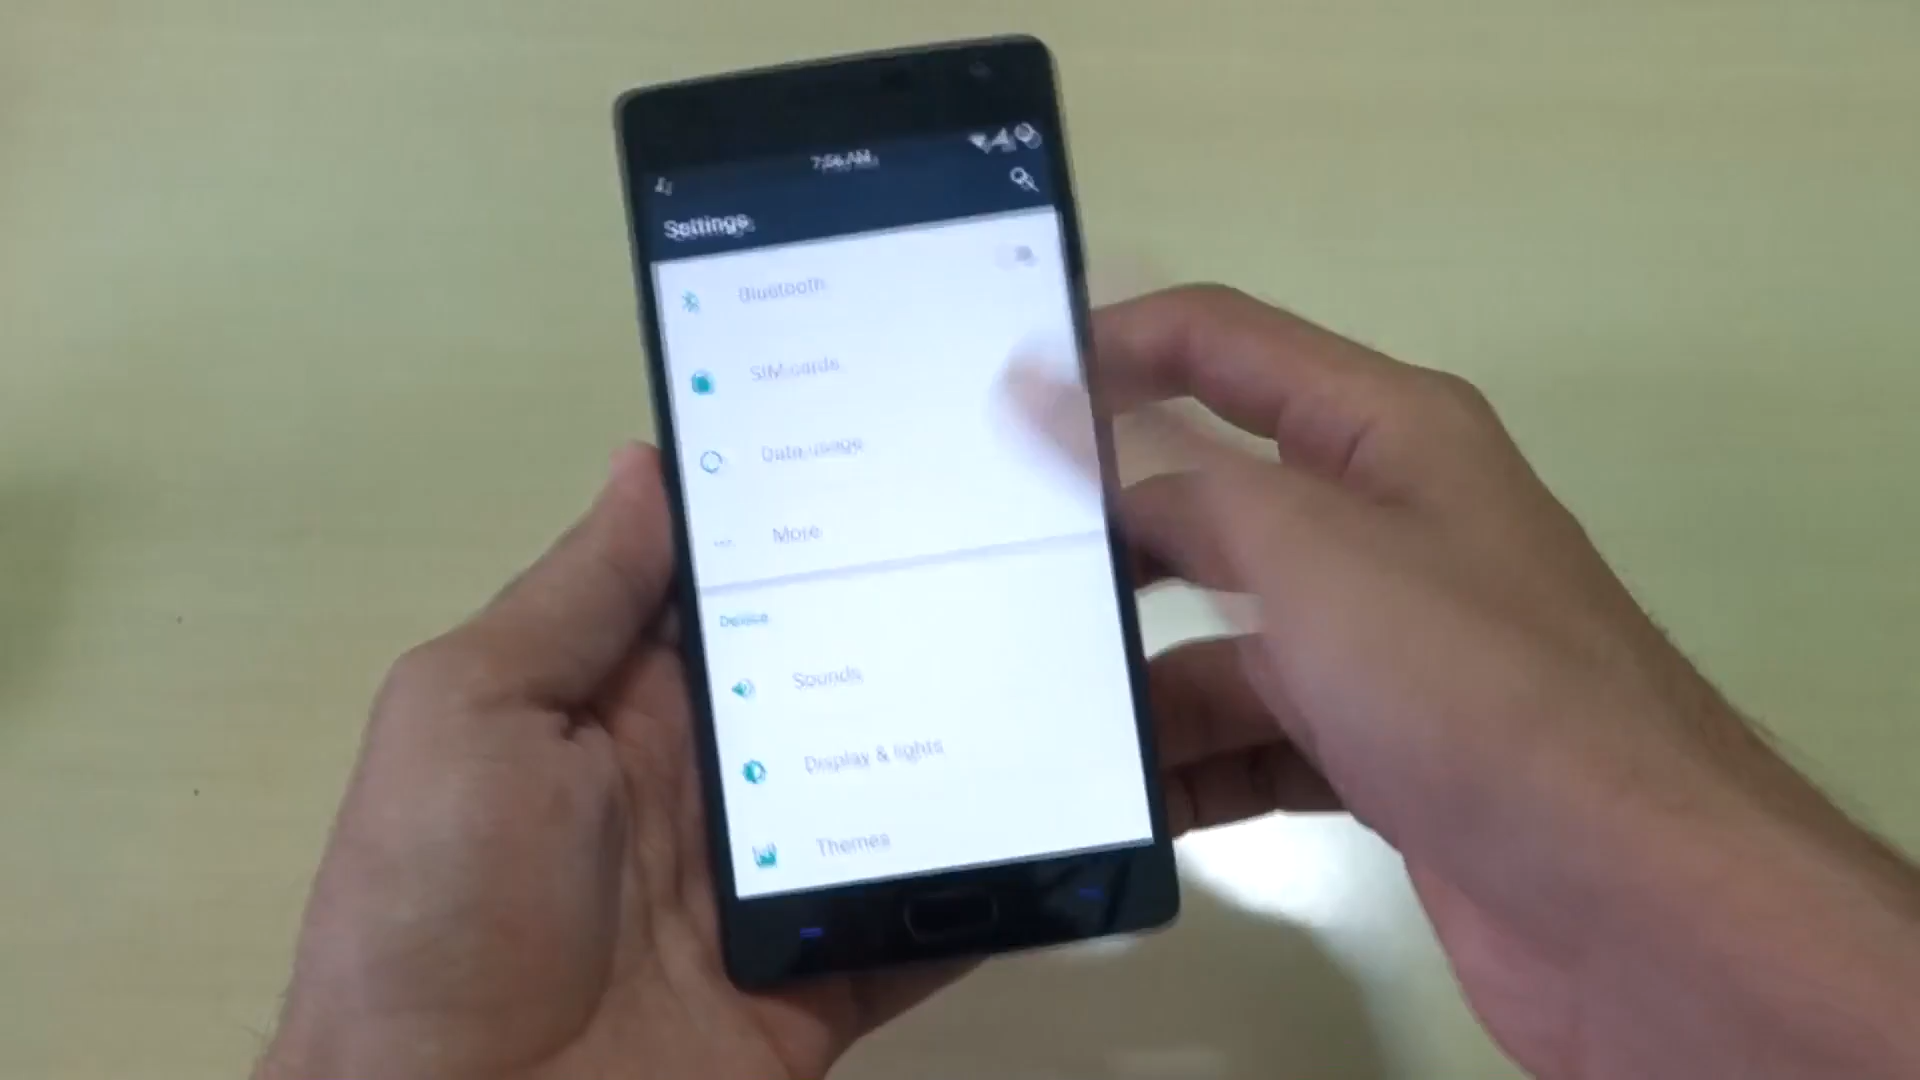 7:56 AM
Settings
Bluetooth
SIM cards
Data usage
More
Device
Sounds
Display & lights
Themes